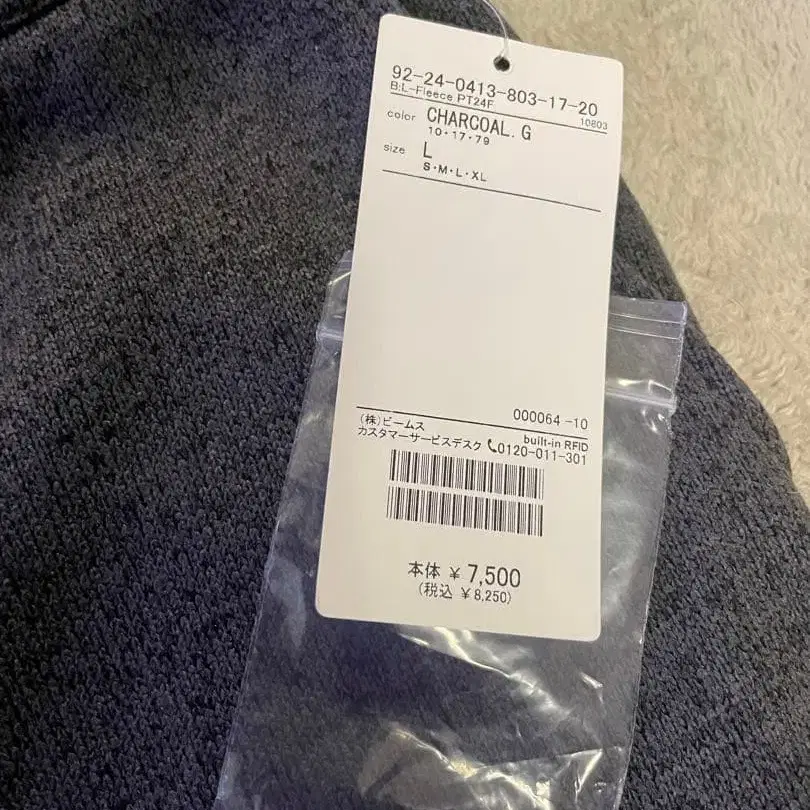 92-24-0413-803-17-20
B:L-Fleece PT24F
10803
color CHARCOAL. G
10・17・79
size L
S・M・L・XL
000064 -10
(株)ビームス
built-in RFID
カスタマーサービスデスク 0120-011-301
本体 ¥ 7,500
(税込 ¥ 8,250)